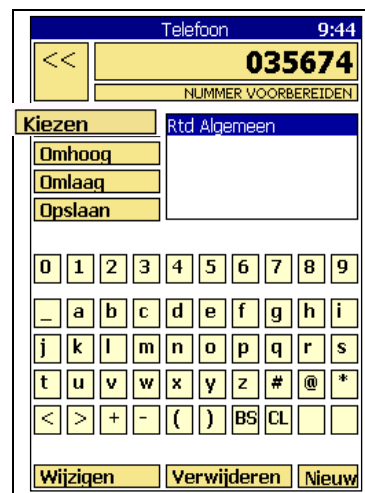 Telefoon 9:44
<< 035674
NUMMER VOORBEREIDEN
Kiezen Rtd Algemeen
Omhoog
Omlaag
Opslaan
0 1 2 3 4 5 6 7 8 9
_ a b c d e f g h i
j k l m n o p q r s
t u v w x y z # @ *
< > + - ( ) BS CL
Wijzigen Verwijderen Nieuw